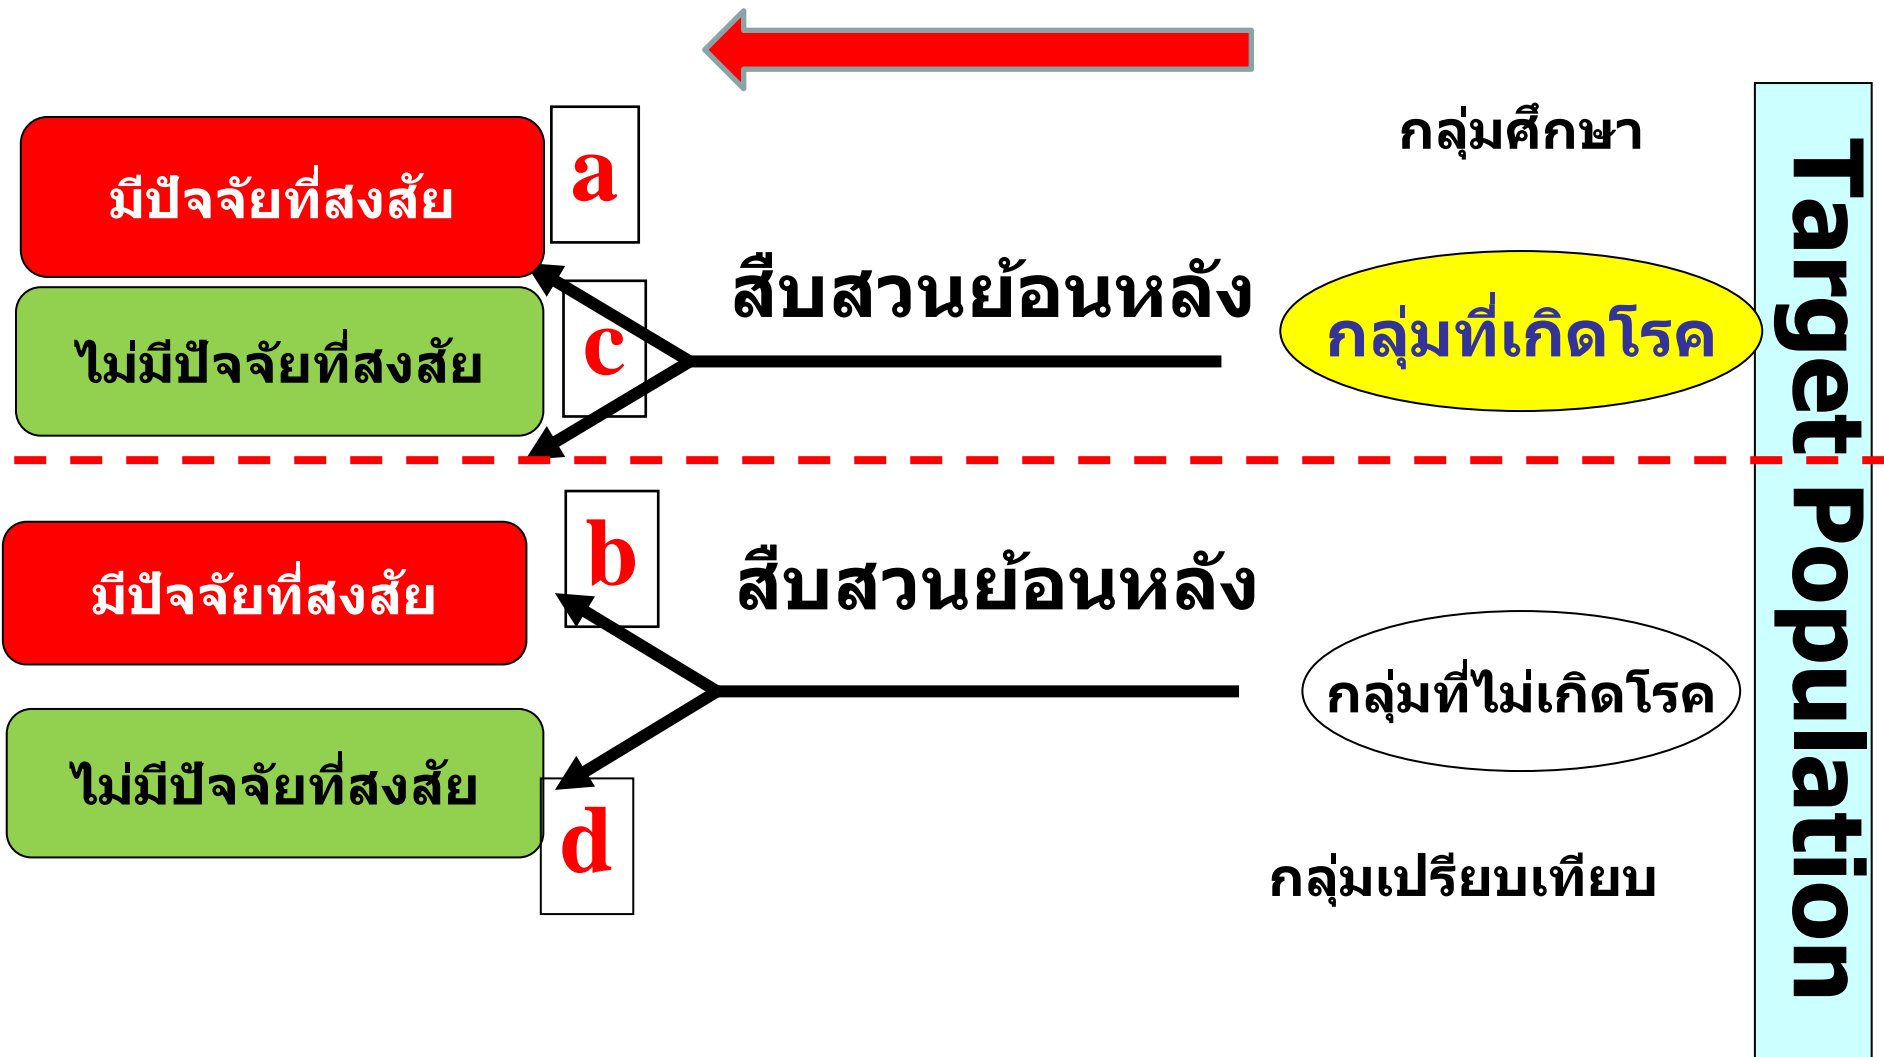 กลุ่มศึกษา
มีปัจจัยที่สงสัย
a
สืบสวนย้อนหลัง
กลุ่มที่เกิดโรค
ไม่มีปัจจัยที่สงสัย
c
Target Population
มีปัจจัยที่สงสัย
b
สืบสวนย้อนหลัง
กลุ่มที่ไม่เกิดโรค
ไม่มีปัจจัยที่สงสัย
d
กลุ่มเปรียบเทียบ